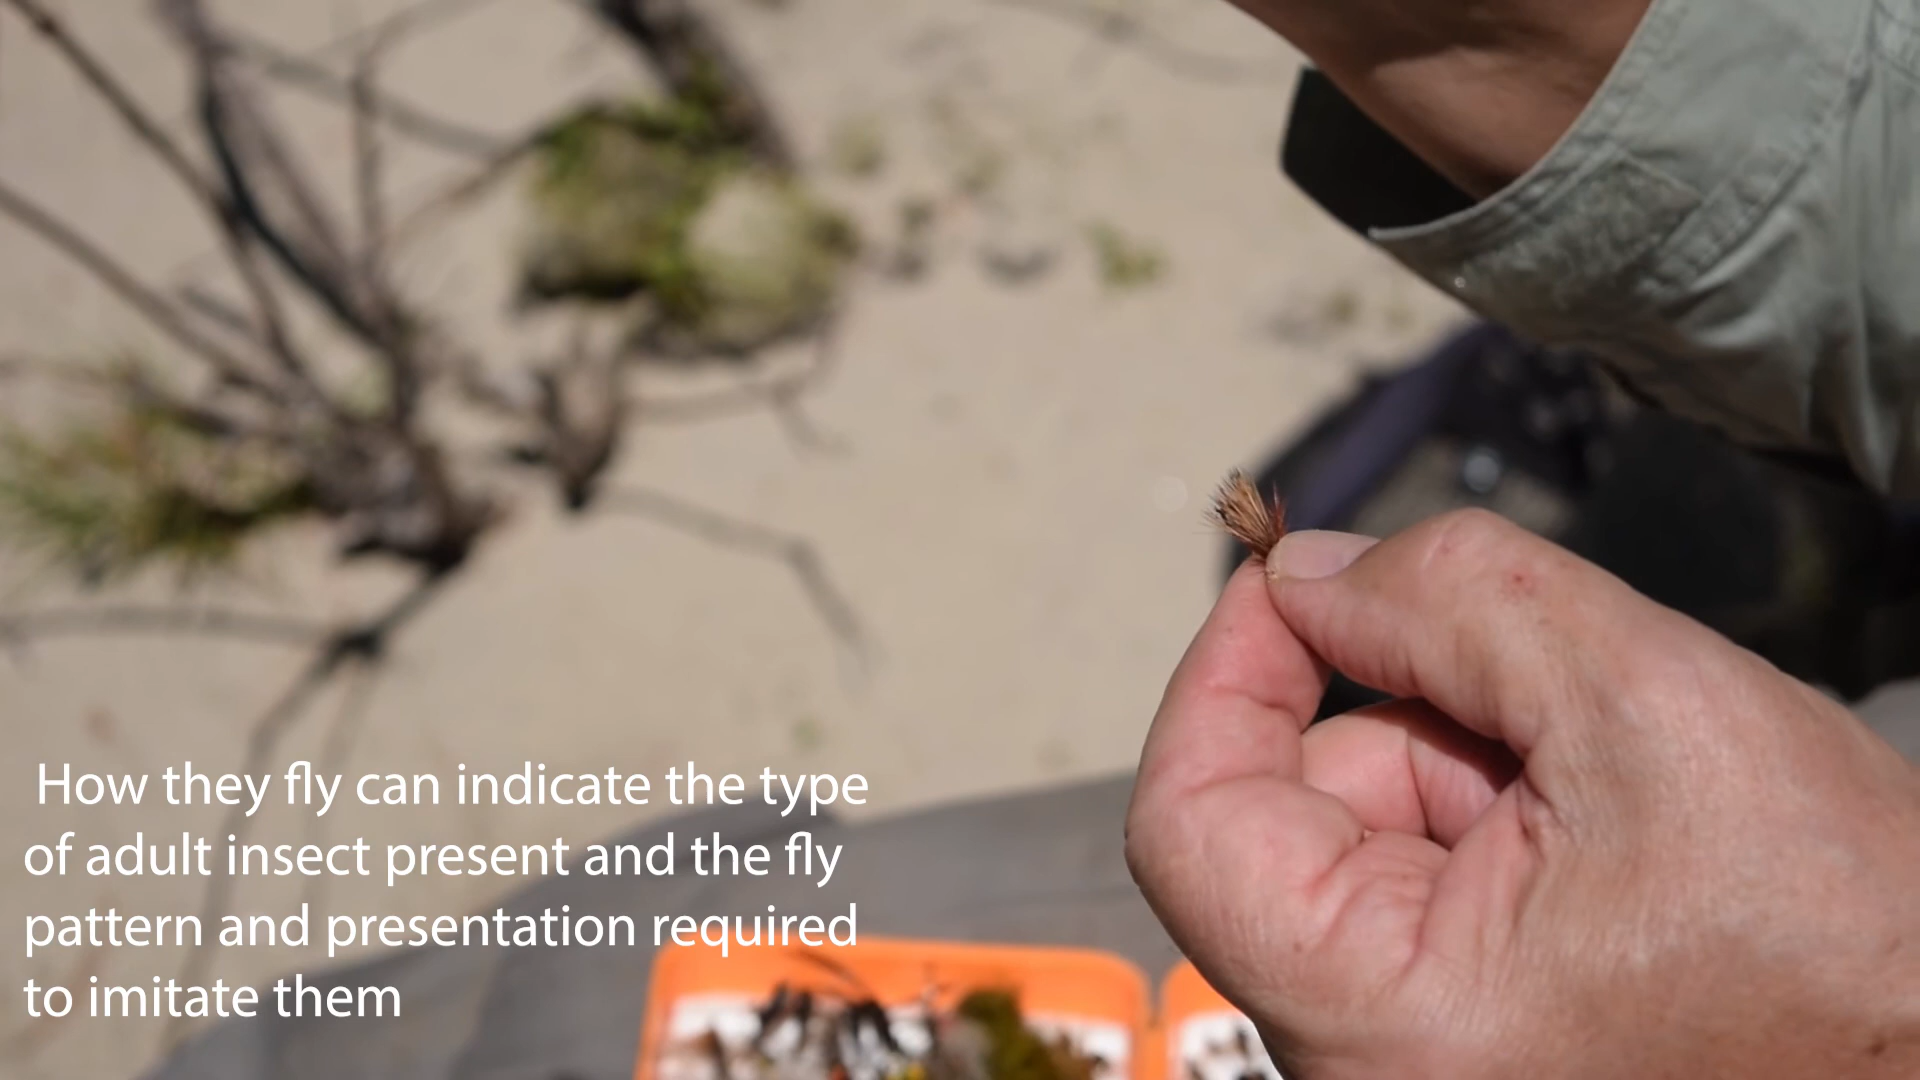 How they fly can indicate the type
of adult insect present and the fly
pattern and presentation required
to imitate them